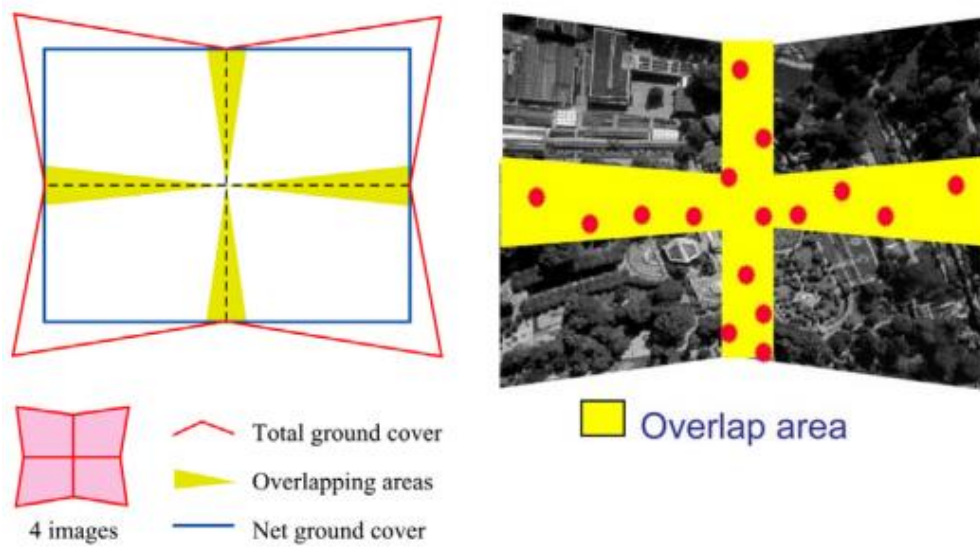 Total ground cover
Overlapping areas
4 images
Net ground cover
Overlap area